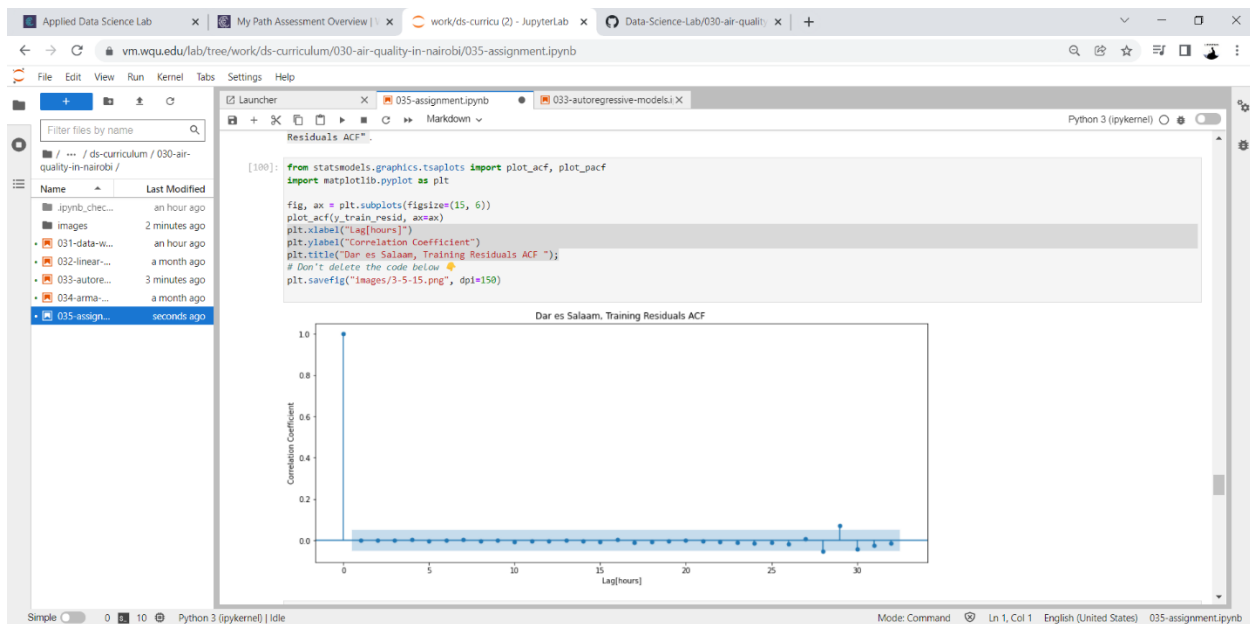 Applied Data Science Lab
My Path Assessment Overview |
work/ds-curricu (2) - JupyterLab
Data-Science-Lab/030-air-quality
vm.wqu.edu/lab/tree/work/ds-curriculum/030-air-quality-in-nairobi/035-assignment.ipynb
File Edit View Run Kernel Tabs Settings Help
Filter files by name
/ ··· / ds-curriculum / 030-air-
quality-in-nairobi /
Name Last Modified
.ipynb_chec... an hour ago
images 2 minutes ago
031-data-w... an hour ago
032-linear-... a month ago
033-autore... 3 minutes ago
034-arma-... a month ago
035-assign... seconds ago
Launcher
035-assignment.ipynb
033-autoregressive-models.i
Markdown
Python 3 (ipykernel)
Residuals ACF" .
[100]: from statsmodels.graphics.tsaplots import plot_acf, plot_pacf
import matplotlib.pyplot as plt
fig, ax = plt.subplots(figsize=(15, 6))
plot_acf(y_train_resid, ax=ax)
plt.xlabel("Lag[hours]")
plt.ylabel("Correlation Coefficient")
plt.title("Dar es Salaam, Training Residuals ACF ");
# Don't delete the code below 👇
plt.savefig("images/3-5-15.png", dpi=150)
Dar es Salaam, Training Residuals ACF
1.0
0.8
0.6
0.4
0.2
0.0
Correlation Coefficient
0 5 10 15 20 25 30
Lag[hours]
Simple 0 10 Python 3 (ipykernel) | Idle
Mode: Command Ln 1, Col 1 English (United States) 035-assignment.ipynb